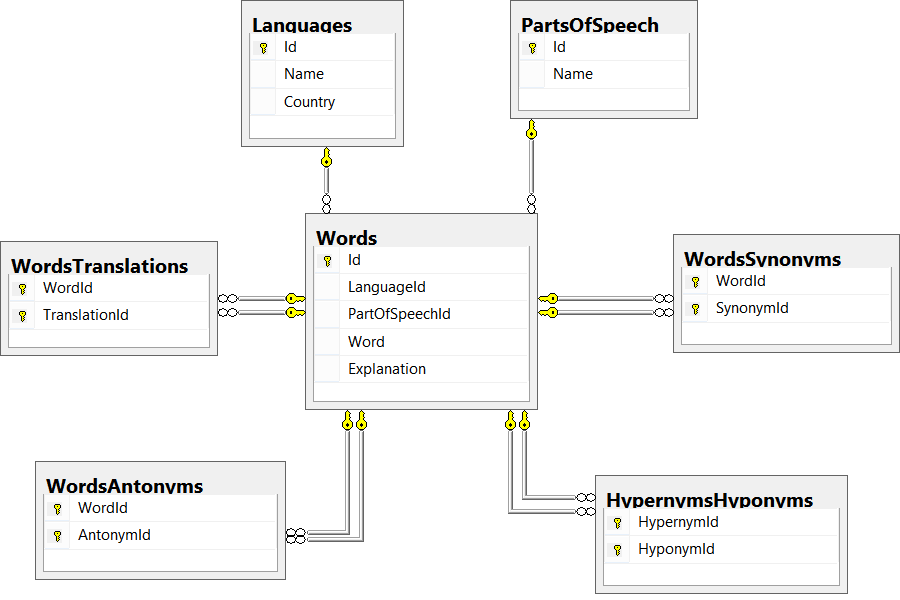 Languages
Id
Name
Country
PartsOfSpeech
Id
Name
Words
Id
LanguageId
PartOfSpeechId
Word
Explanation
WordsTranslations
WordId
TranslationId
WordsSynonyms
WordId
SynonymId
WordsAntonyms
WordId
AntonymId
HypernymsHyponyms
HypernymId
HyponymId